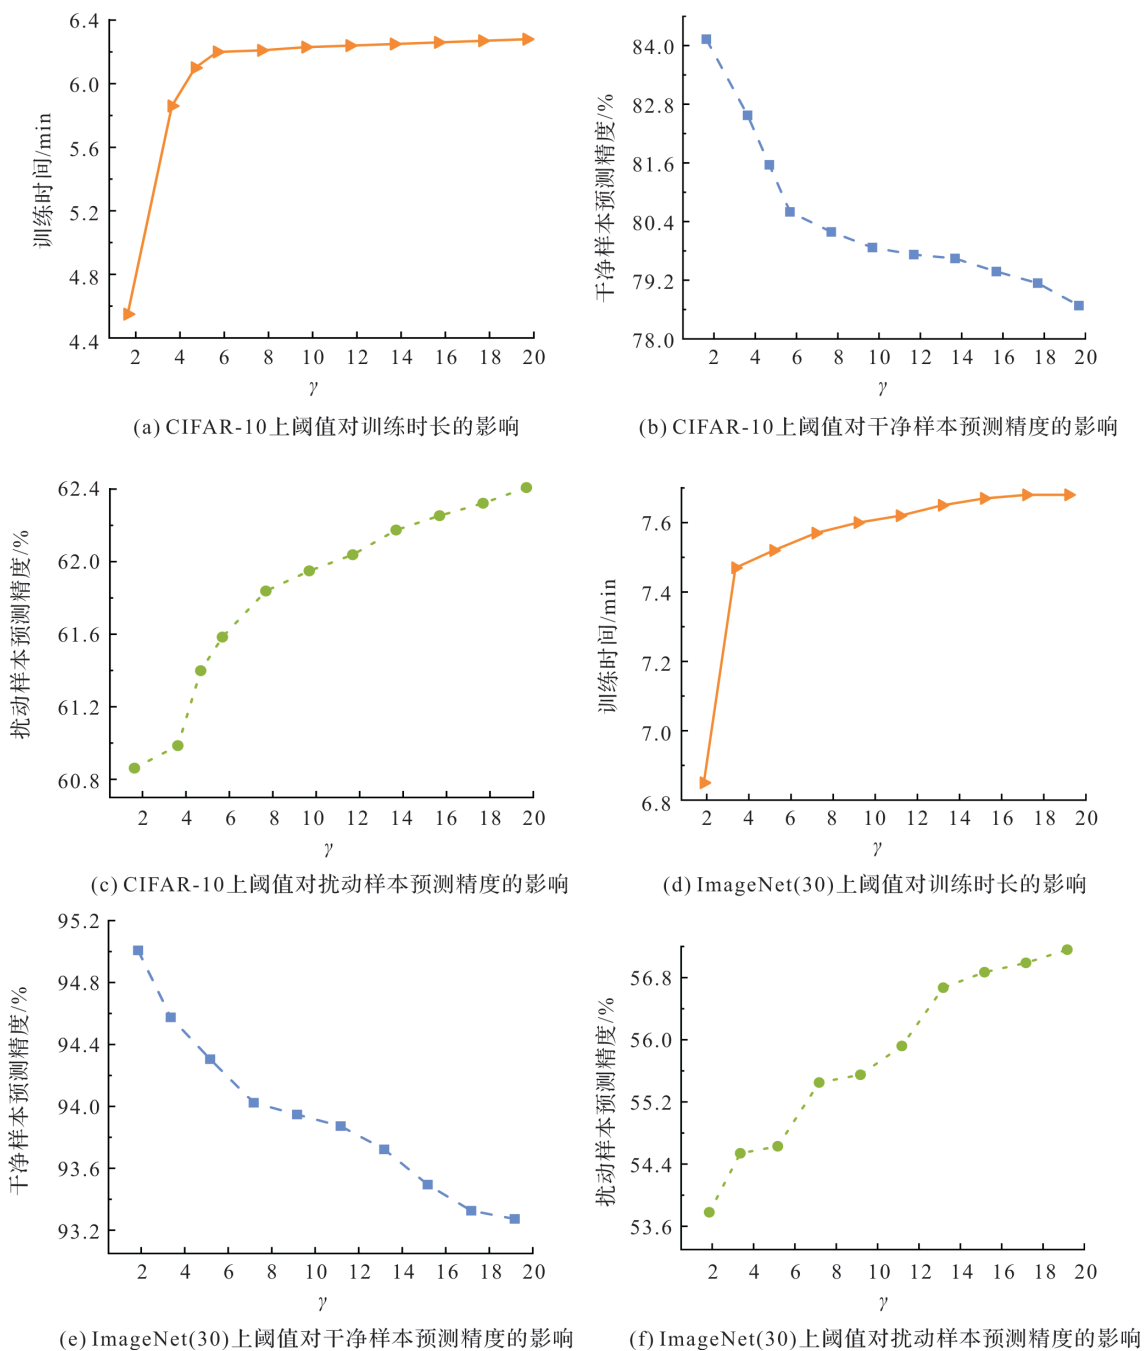 6.4
6.0
5.6
5.2
4.8
4.4
训练时间/min
2 4 6 8 10 12 14 16 18 20
γ
(a) CIFAR-10上阈值对训练时长的影响
84.0
82.8
81.6
80.4
79.2
78.0
干净样本预测精度/%
2 4 6 8 10 12 14 16 18 20
γ
(b) CIFAR-10上阈值对干净样本预测精度的影响
62.4
62.0
61.6
61.2
60.8
扰动样本预测精度/%
2 4 6 8 10 12 14 16 18 20
γ
(c) CIFAR-10上阈值对扰动样本预测精度的影响
7.6
7.4
7.2
7.0
6.8
训练时间/min
2 4 6 8 10 12 14 16 18 20
γ
(d) ImageNet(30)上阈值对训练时长的影响
95.2
94.8
94.4
94.0
93.6
93.2
干净样本预测精度/%
2 4 6 8 10 12 14 16 18 20
γ
(e) ImageNet(30)上阈值对干净样本预测精度的影响
56.8
56.0
55.2
54.4
53.6
扰动样本预测精度/%
2 4 6 8 10 12 14 16 18 20
γ
(f) ImageNet(30)上阈值对扰动样本预测精度的影响